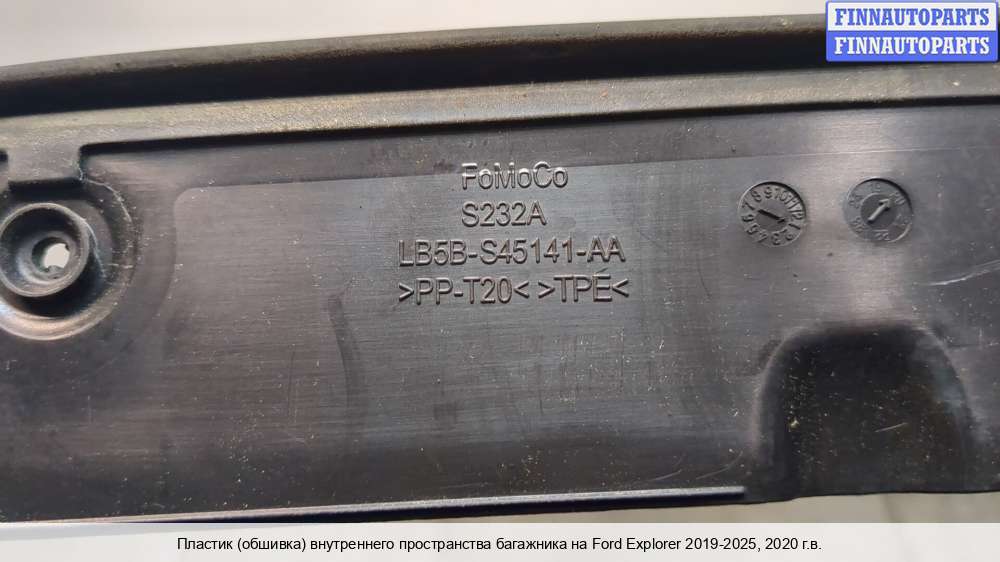 FINNAUTOPARTS
FINNAUTOPARTS
FoMoCo
S232A
LB5B-S45141-AA
>PP-T20< >TPE<
Пластик (обшивка) внутреннего пространства багажника на Ford Explorer 2019-2025, 2020 г.в.